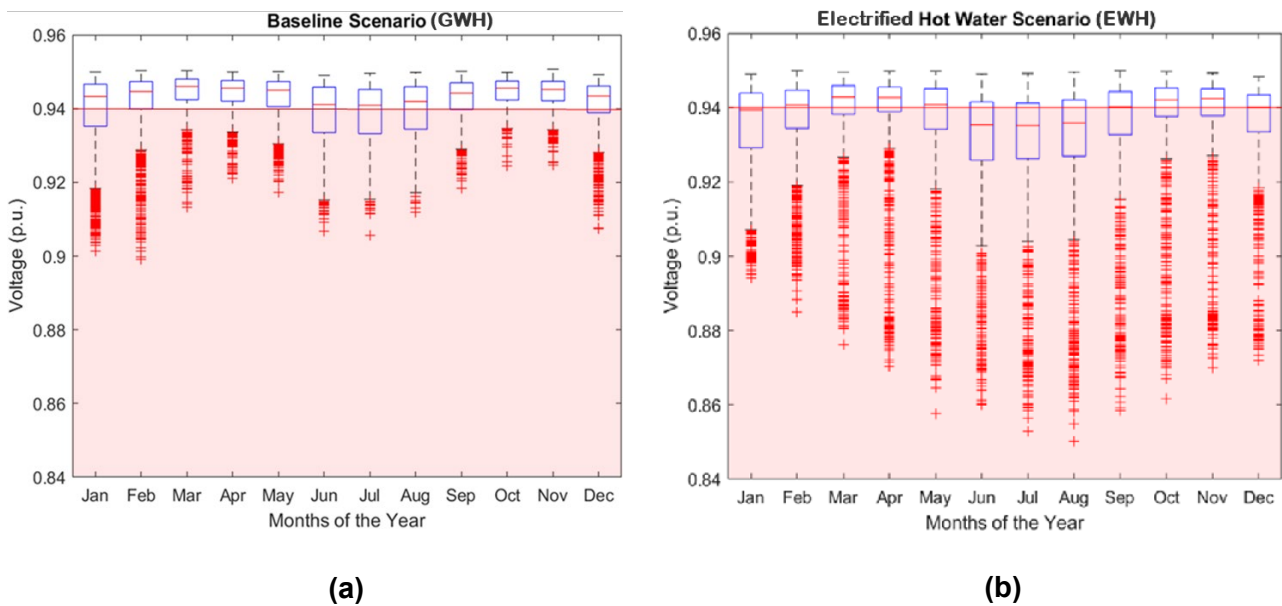 Baseline Scenario (GWH)
0.96
0.94
0.92
0.9
0.88
0.86
0.84
Voltage (p.u.)
Jan Feb Mar Apr May Jun Jul Aug Sep Oct Nov Dec
Months of the Year
(a)
Electrified Hot Water Scenario (EWH)
0.96
0.94
0.92
0.9
0.88
0.86
0.84
Voltage (p.u.)
Jan Feb Mar Apr May Jun Jul Aug Sep Oct Nov Dec
Months of the Year
(b)